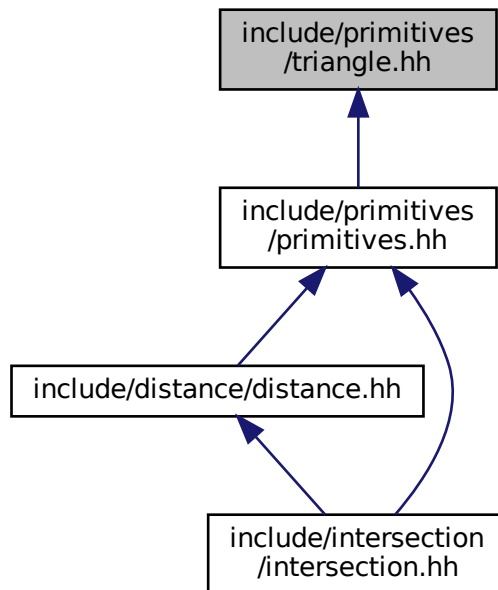 include/primitives
/triangle.hh
include/primitives
/primitives.hh
include/distance/distance.hh
include/intersection
/intersection.hh